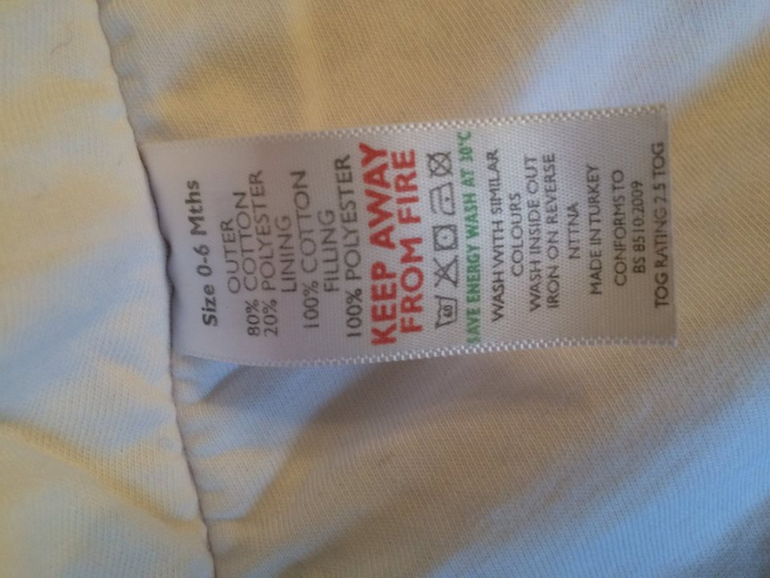 Size 0-6 Mths
OUTER
80% COTTON
20% POLYESTER
LINING
100% COTTON
FILLING
100% POLYESTER
KEEP AWAY
FROM FIRE
SAVE ENERGY WASH AT 30°C
WASH WITH SIMILAR
COLOURS
WASH INSIDE OUT
IRON ON REVERSE
NTTNA
MADE IN TURKEY
CONFORMS TO
BS 8510:2009
TOG RATING 2.5 TOG